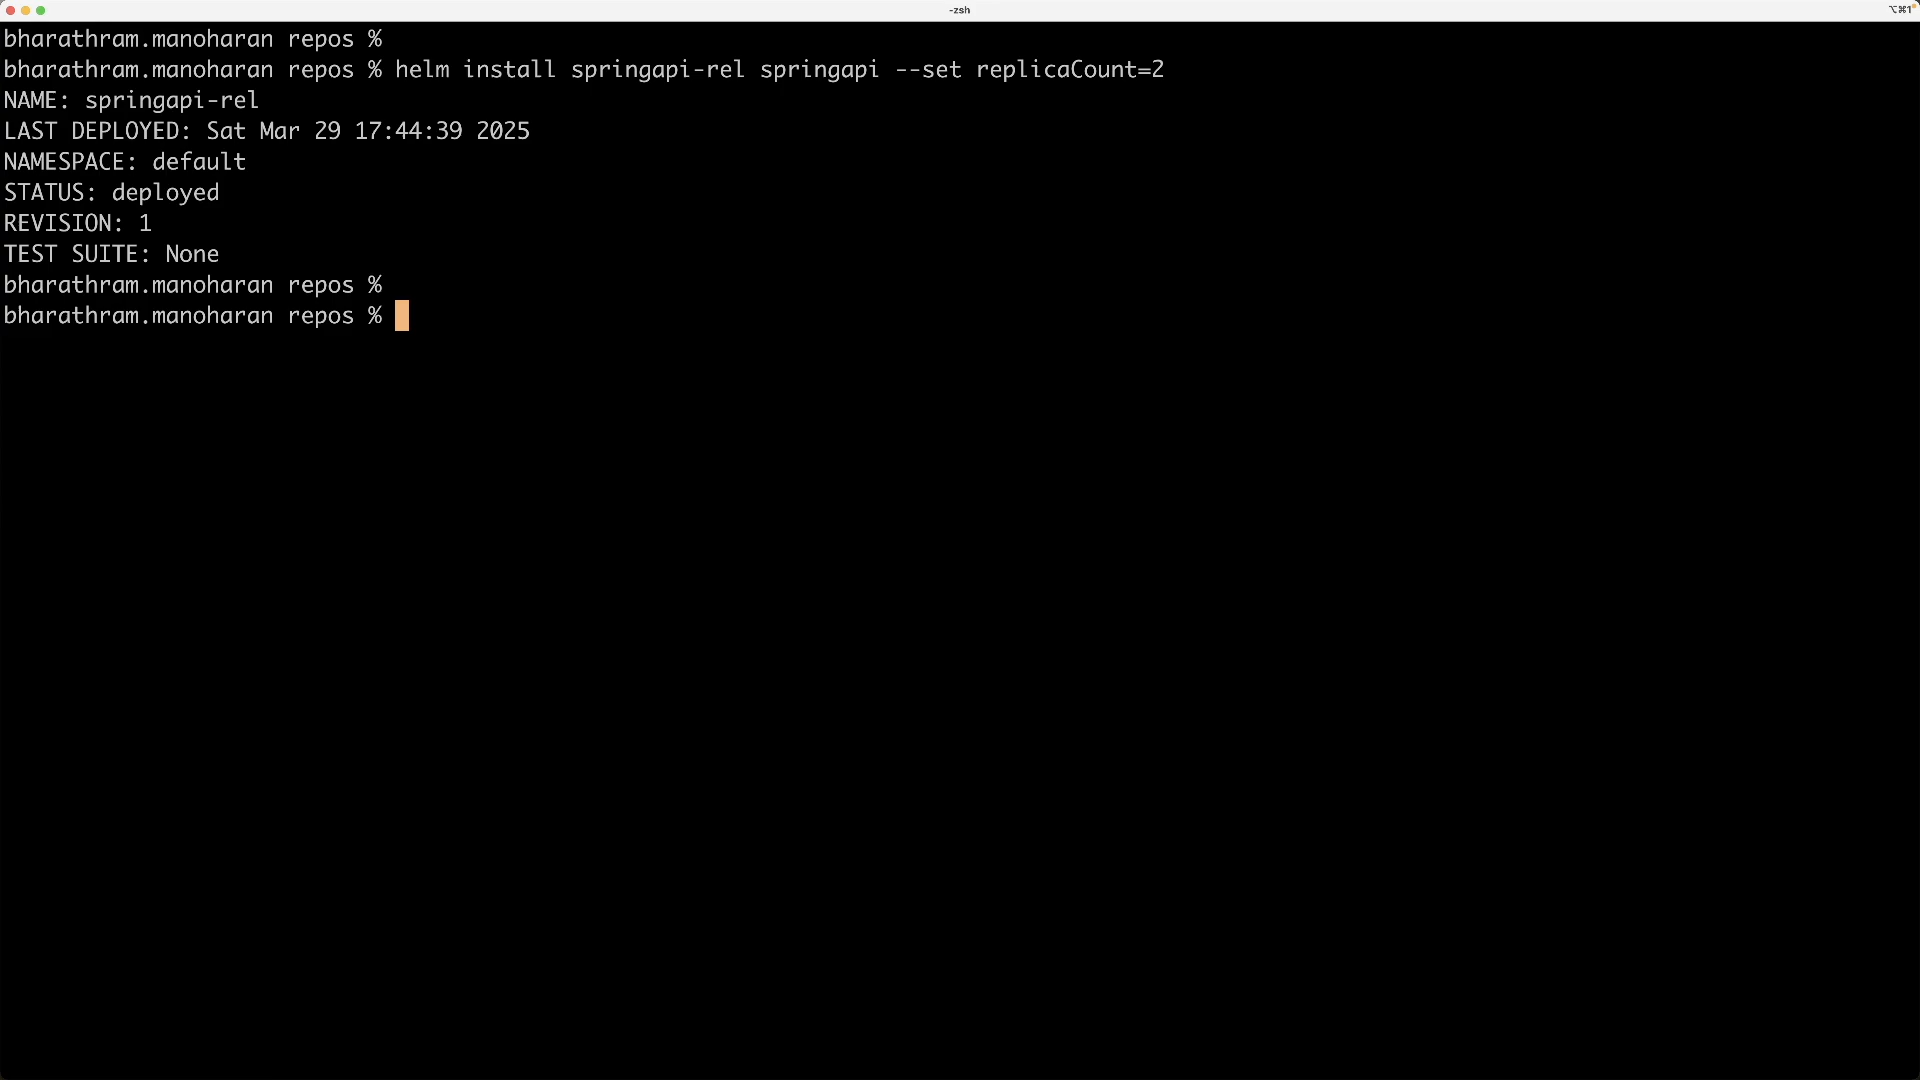 -zsh
⌥⌘1
bharathram.manoharan repos %
bharathram.manoharan repos % helm install springapi-rel springapi --set replicaCount=2
NAME: springapi-rel
LAST DEPLOYED: Sat Mar 29 17:44:39 2025
NAMESPACE: default
STATUS: deployed
REVISION: 1
TEST SUITE: None
bharathram.manoharan repos %
bharathram.manoharan repos %